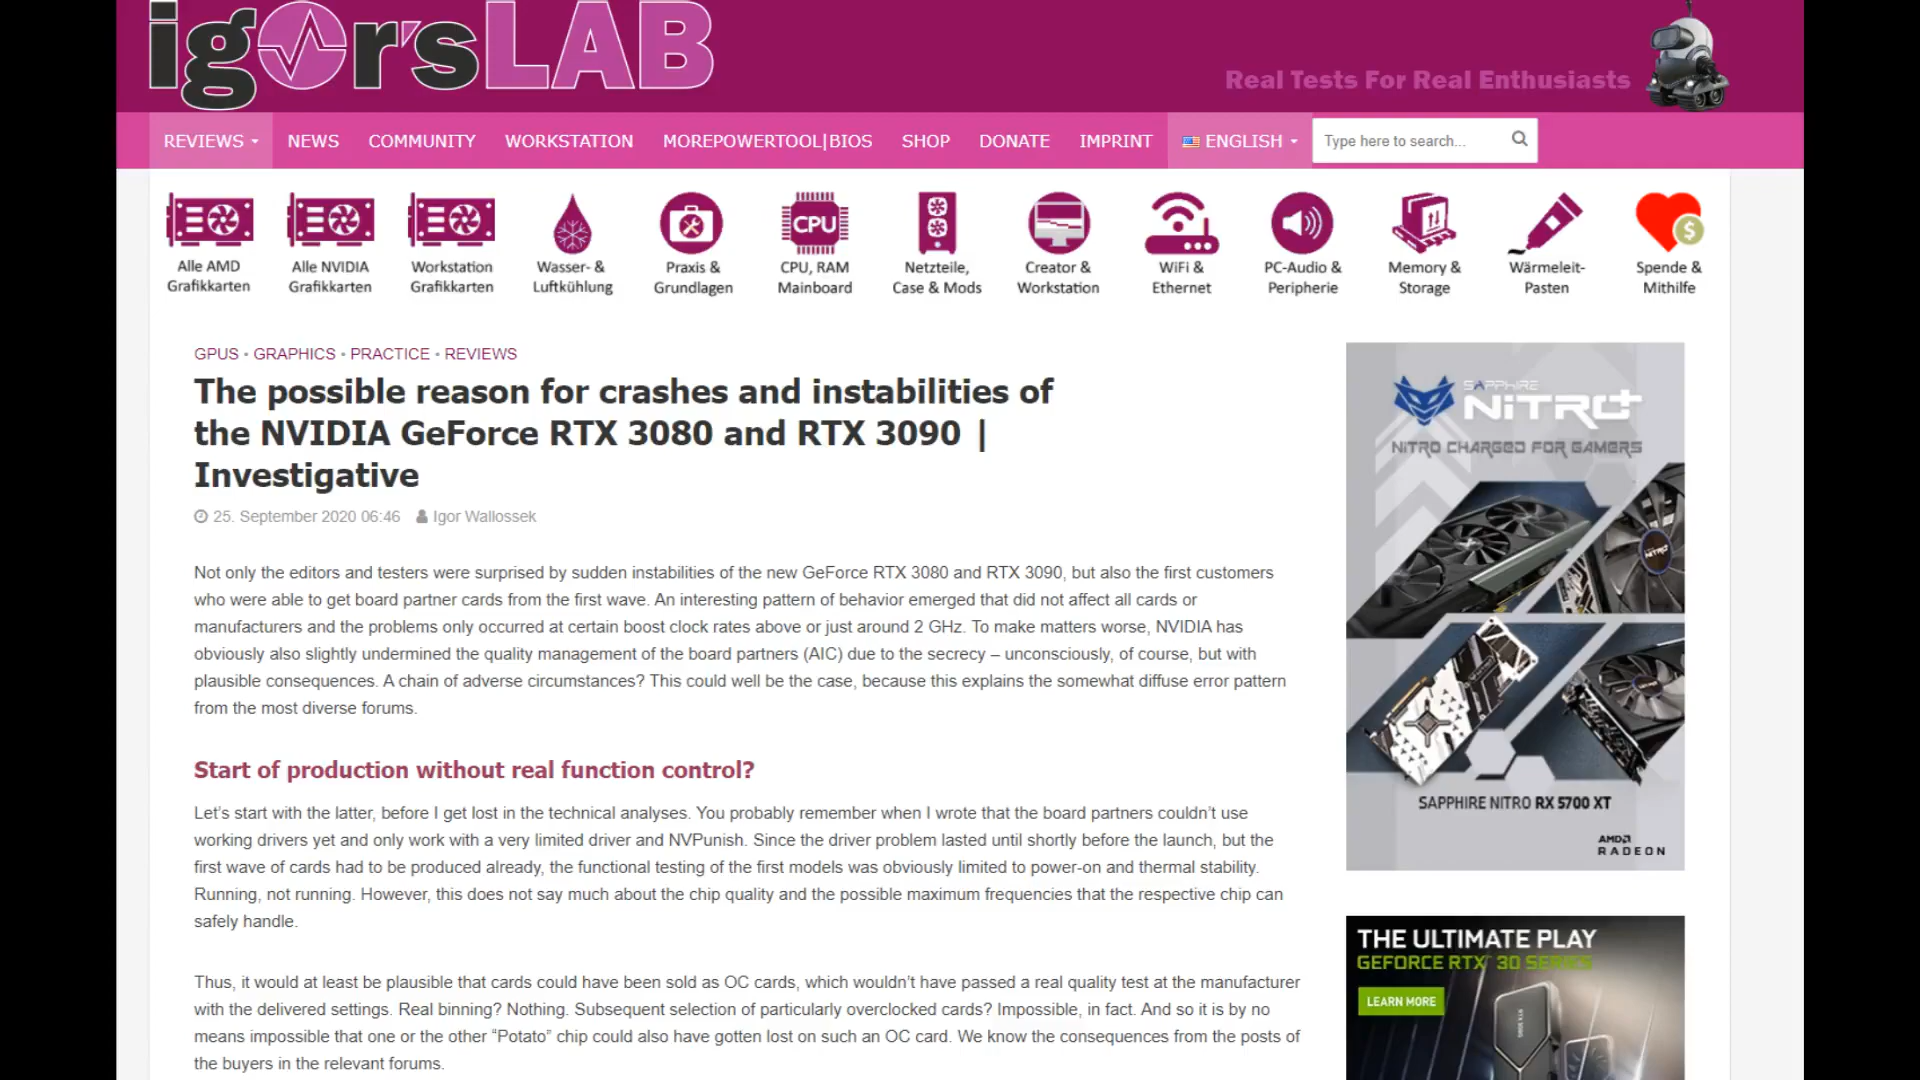 igor'sLAB
Real Tests For Real Enthusiasts
REVIEWS
NEWS
COMMUNITY
WORKSTATION
MOREPOWERTOOL|BIOS
SHOP
DONATE
IMPRINT
ENGLISH
Type here to search...
Alle AMD
Grafikkarten
Alle NVIDIA
Grafikkarten
Workstation
Grafikkarten
Wasser- &
Luftkühlung
Praxis &
Grundlagen
CPU
CPU, RAM
Mainboard
Netzteile,
Case & Mods
Creator &
Workstation
WiFi &
Ethernet
PC-Audio &
Peripherie
Memory &
Storage
Wärmeleit-
Pasten
$
Spende &
Mithilfe
GPUS • GRAPHICS • PRACTICE • REVIEWS
The possible reason for crashes and instabilities of
the NVIDIA GeForce RTX 3080 and RTX 3090 |
Investigative
25. September 2020 06:46 Igor Wallossek
Not only the editors and testers were surprised by sudden instabilities of the new GeForce RTX 3080 and RTX 3090, but also the first customers
who were able to get board partner cards from the first wave. An interesting pattern of behavior emerged that did not affect all cards or
manufacturers and the problems only occurred at certain boost clock rates above or just around 2 GHz. To make matters worse, NVIDIA has
obviously also slightly undermined the quality management of the board partners (AIC) due to the secrecy – unconsciously, of course, but with
plausible consequences. A chain of adverse circumstances? This could well be the case, because this explains the somewhat diffuse error pattern
from the most diverse forums.
Start of production without real function control?
Let's start with the latter, before I get lost in the technical analyses. You probably remember when I wrote that the board partners couldn't use
working drivers yet and only work with a very limited driver and NVPunish. Since the driver problem lasted until shortly before the launch, but the
first wave of cards had to be produced already, the functional testing of the first models was obviously limited to power-on and thermal stability.
Running, not running. However, this does not say much about the chip quality and the possible maximum frequencies that the respective chip can
safely handle.
Thus, it would at least be plausible that cards could have been sold as OC cards, which wouldn't have passed a real quality test at the manufacturer
with the delivered settings. Real binning? Nothing. Subsequent selection of particularly overclocked cards? Impossible, in fact. And so it is by no
means impossible that one or the other “Potato” chip could also have gotten lost on such an OC card. We know the consequences from the posts of
the buyers in the relevant forums.
SAPPHIRE
NITRO+
NITRO CHARGED FOR GAMERS
NITRO+
SAPPHIRE NITRO RX 5700 XT
AMD
RADEON
THE ULTIMATE PLAY
GEFORCE RTX 30 SERIES
LEARN MORE